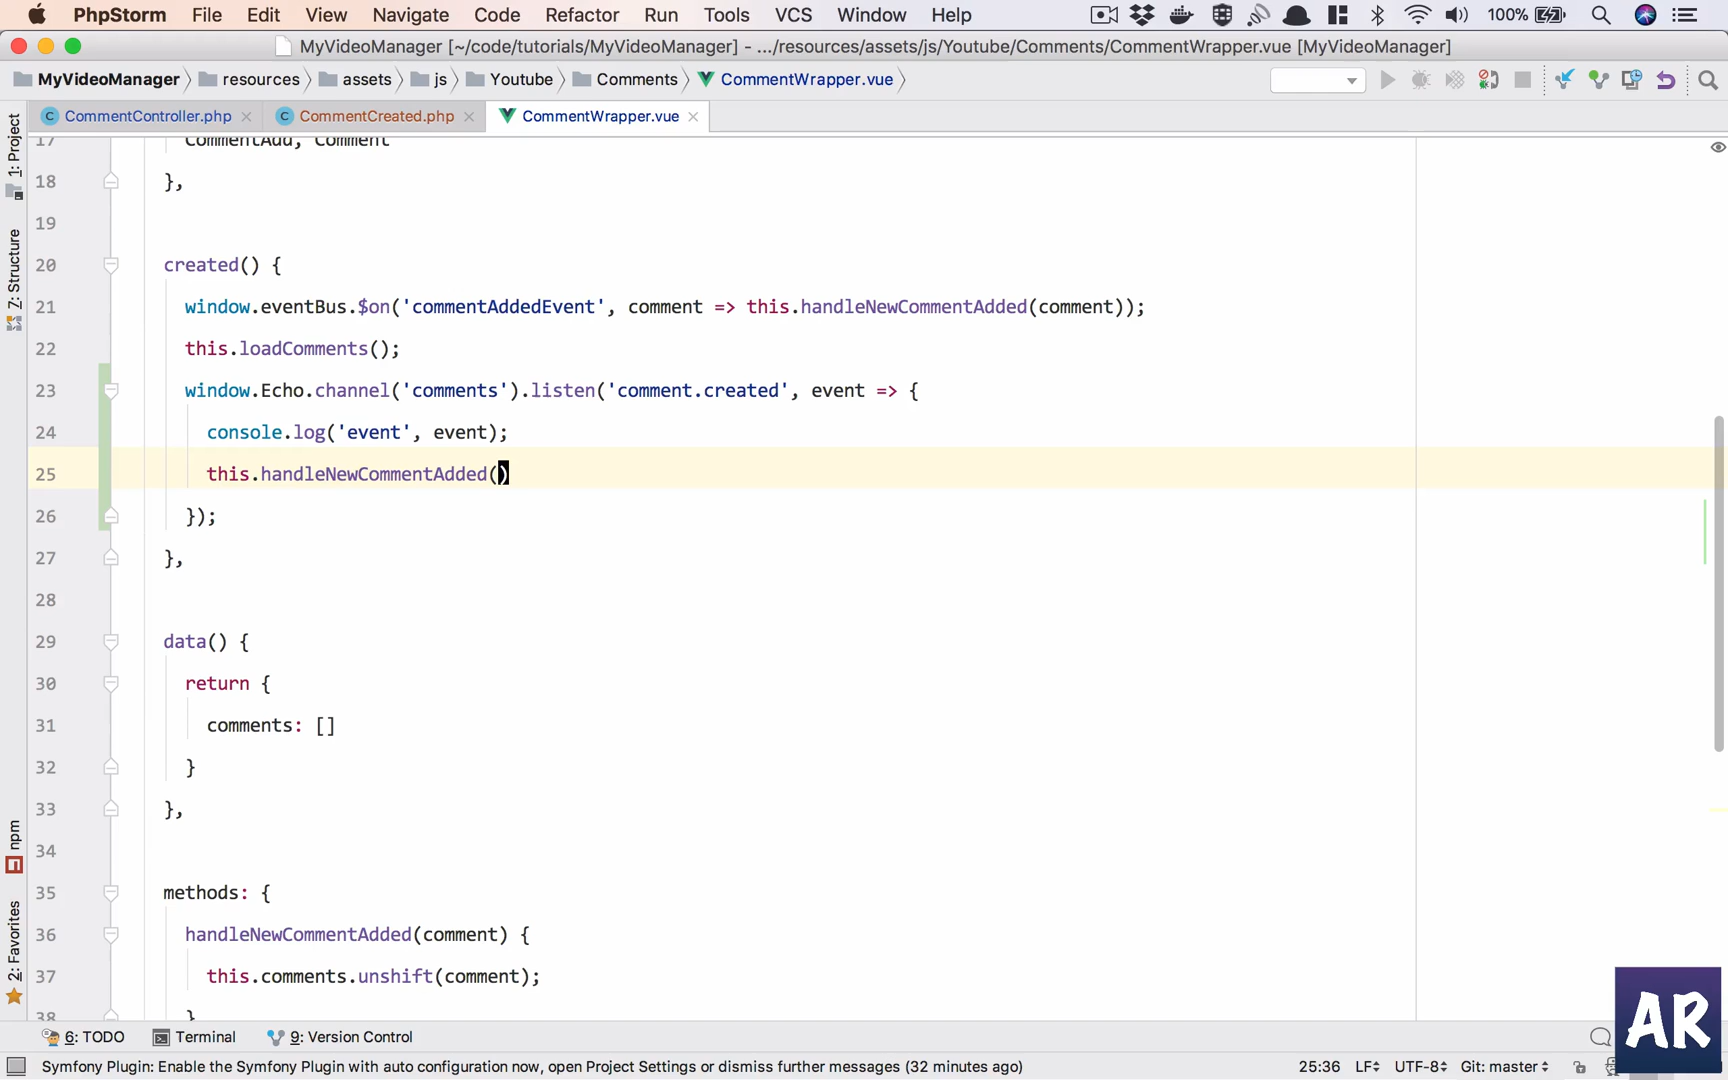 PhpStorm File Edit View Navigate Code Refactor Run Tools VCS Window Help 100%
MyVideoManager [~/code/tutorials/MyVideoManager] - .../resources/assets/js/Youtube/Comments/CommentWrapper.vue [MyVideoManager]
MyVideoManager resources assets js Youtube Comments CommentWrapper.vue
CommentController.php CommentCreated.php CommentWrapper.vue
1: Project
7: Structure
npm
2: Favorites
17 CommentAdd, Comment
18 },
19
20 created() {
21 window.eventBus.$on('commentAddedEvent', comment => this.handleNewCommentAdded(comment));
22 this.loadComments();
23 window.Echo.channel('comments').listen('comment.created', event => {
24 console.log('event', event);
25 this.handleNewCommentAdded()
26 });
27 },
28
29 data() {
30 return {
31 comments: []
32 }
33 },
34
35 methods: {
36 handleNewCommentAdded(comment) {
37 this.comments.unshift(comment);
38 }
6: TODO Terminal 9: Version Control
Symfony Plugin: Enable the Symfony Plugin with auto configuration now, open Project Settings or dismiss further messages (32 minutes ago) 25:36 LF UTF-8 Git: master
AR